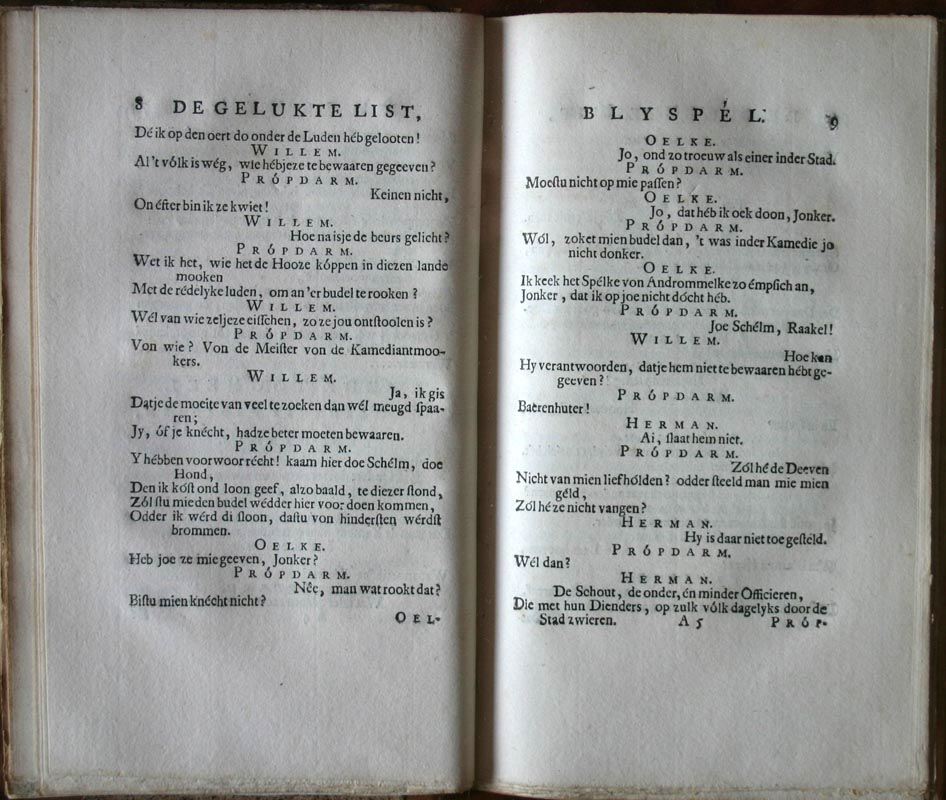 8 DE GELUKTE LIST,
Dé ik op den oert do onder de Luden héb gelooten!
WILLEM.
Al 't vólk is wég, wie hébjeze te bewaaren gegeeven?
PRÓPDARM.
Keinen nicht,
On éfter bin ik ze kwiet!
WILLEM.
Hoe na isje de beurs gelicht?
PRÓPDARM.
Wet ik het, wie het de Hooze kóppen in diezen lande
mooken
Met de rédelyke luden, om an 'er budel te rooken?
WILLEM.
Wél van wie zeljeze eisschen, zo ze jou ontstoolen is?
PRÓPDARM.
Von wie? Von de Meister von de Kamediantmoo-
kers.
WILLEM.
Ja, ik gis
Datje de moeite van veel te zoeken dan wél meugd spaa-
ren;
Jy, óf je knécht, hadze beter moeten bewaaren.
PRÓPDARM.
Y hébben voorwoor récht! kaam hier doe Schélm, doe
Hond,
Den ik kóst ond loon geef, alzo baald, te diezer stond,
Zól stu mie den budel wédder hier voor doen kommen,
Odder ik wérd di sloon, dastu von hindersten wérdst
brommen.
OELKE.
Heb joe ze mie geeven, Jonker?
PRÓPDARM.
Née, man wat rookt dat?
Bistu mien knécht nicht?
OEL-
BLYSPÉL. 9
OELKE.
Jo, ond zo troeuw als einer inder Stad.
PRÓPDARM.
Moestu nicht op mie passen?
OELKE.
Jo, dat héb ik oek doon, Jonker.
PRÓPDARM.
Wól, zoket mien budel dan, 't was inder Kamedie jo
nicht donker.
OELKE.
Ik keek het Spélke von Andrommelke zo émpsich an,
Jonker, dat ik op joe nicht dócht héb.
PRÓPDARM.
Joe Schélm, Raakel!
WILLEM.
Hoe kan
Hy verantwoorden, datje hem niet te bewaaren hébt ge-
geeven?
PRÓPDARM.
Baerenhuter!
HERMAN.
Ai, slaat hem niet.
PRÓPDARM.
Zól hé de Deeven
Nicht van mien liefhólden? odder steeld man mie mien
géld,
Zól hé ze nicht vangen?
HERMAN.
Hy is daar niet toe gesteld.
PRÓPDARM.
Wél dan?
HERMAN.
De Schout, de onder, én minder Officieren,
Die met hun Dienders, op zulk vólk dagelyks door de
Stad zwieren. A 5 PRÓP-